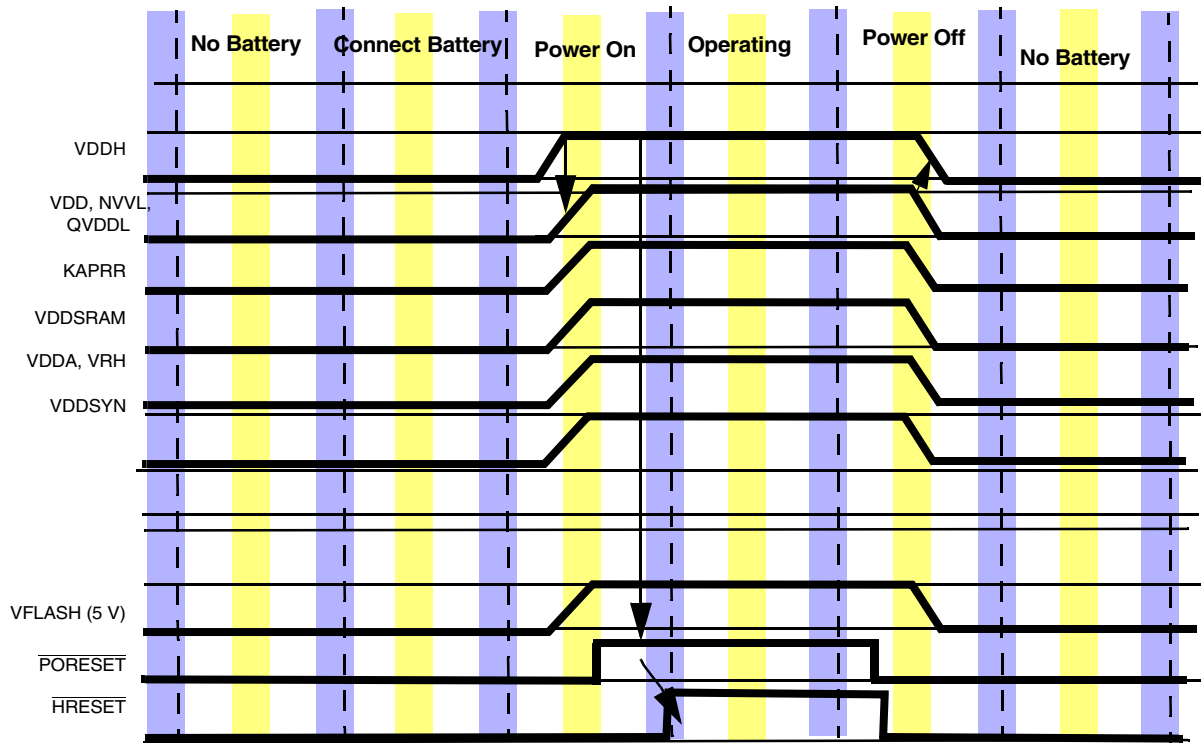 No Battery
Connect Battery
Power On
Operating
Power Off
No Battery
VDDH
VDD, NVVL,
QVDDL
KAPRR
VDDSRAM
VDDA, VRH
VDDSYN
VFLASH (5 V)
PORESET
HRESET